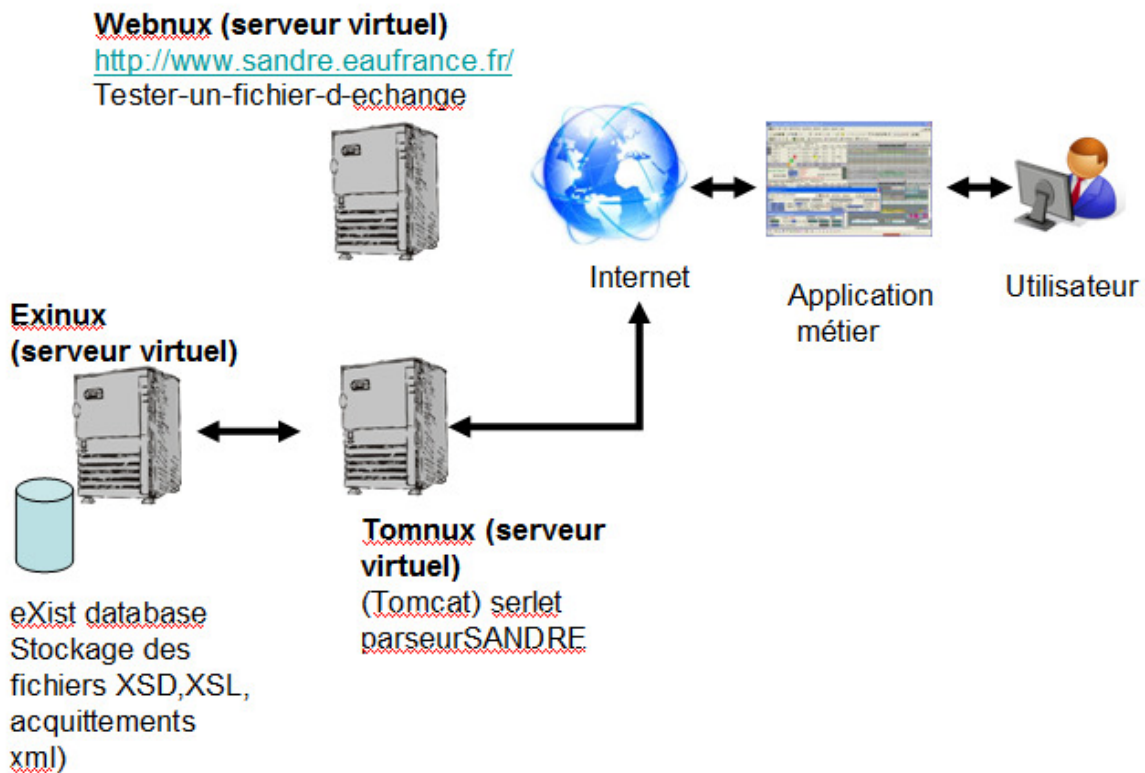 Webnux (serveur virtuel)
http://www.sandre.eaufrance.fr/
Tester-un-fichier-d-echange
Internet
Application
métier
Utilisateur
Exinux
(serveur virtuel)
Tomnux (serveur
virtuel)
(Tomcat) serlet
parseurSANDRE
eXist database
Stockage des
fichiers XSD,XSL,
acquittements
xml)